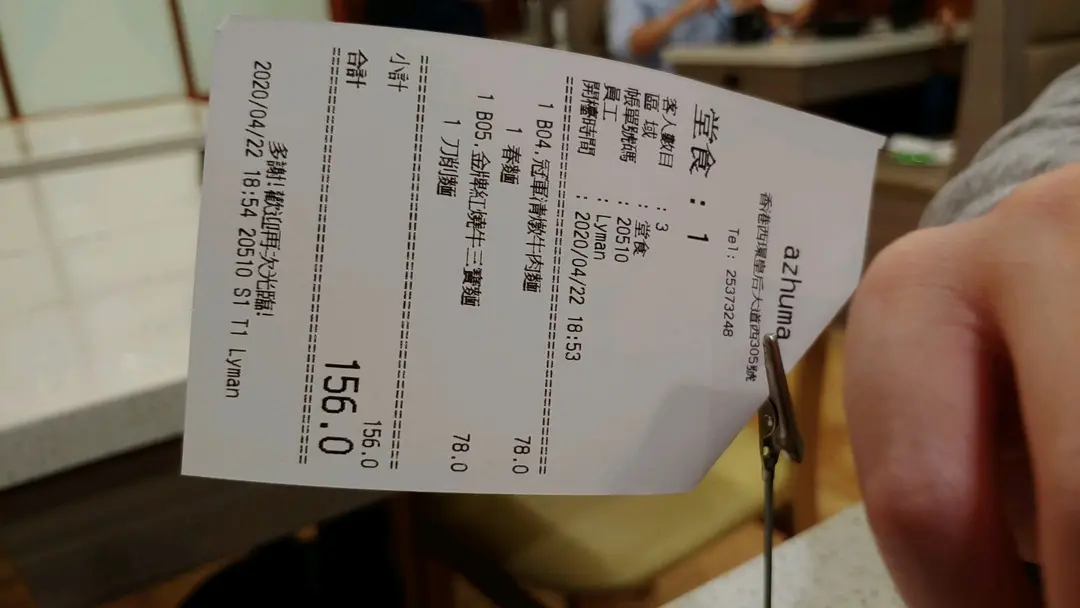 azhuma
香港西環皇后大道西305號
Tel: 25373248
堂食 : 1
客人數目 : 3
區域 : 堂食
帳單號碼 : 20510
員工 : Lyman
開檯時間 : 2020/04/22 18:53
================================================
1 B04.冠軍清燉牛肉麵 78.0
1 春麵
1 B05.金牌紅燒牛三寶麵 78.0
1 刀削麵
================================================
小計 156.0
合計 156.0
================================================
多謝!歡迎再次光臨!
2020/04/22 18:54 20510 S1 T1 Lyman